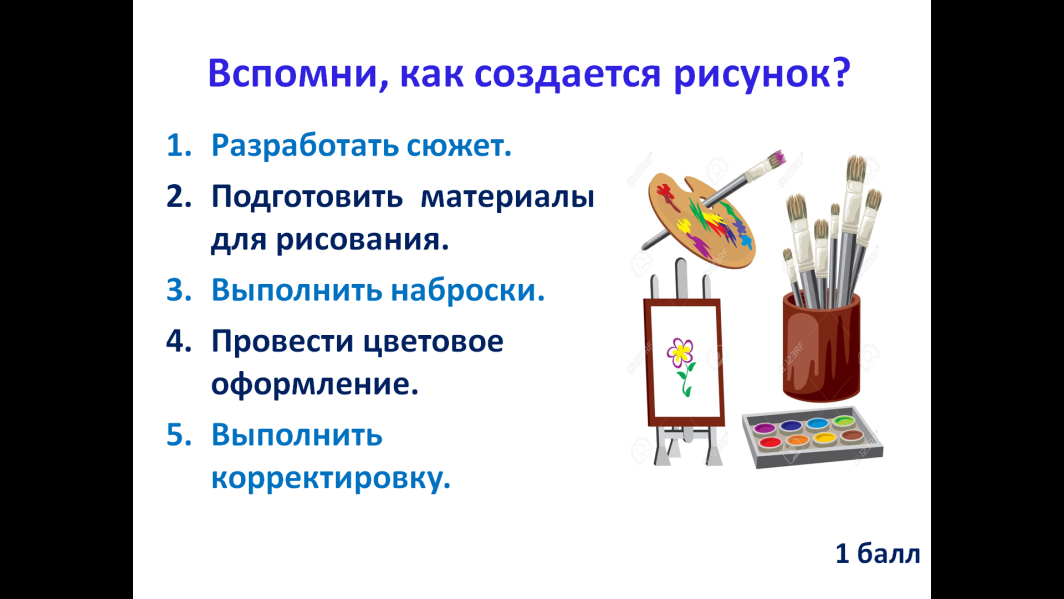 Вспомни, как создается рисунок?
1. Разработать сюжет.
2. Подготовить материалы
для рисования.
3. Выполнить наброски.
4. Провести цветовое
оформление.
5. Выполнить
корректировку.
1 балл